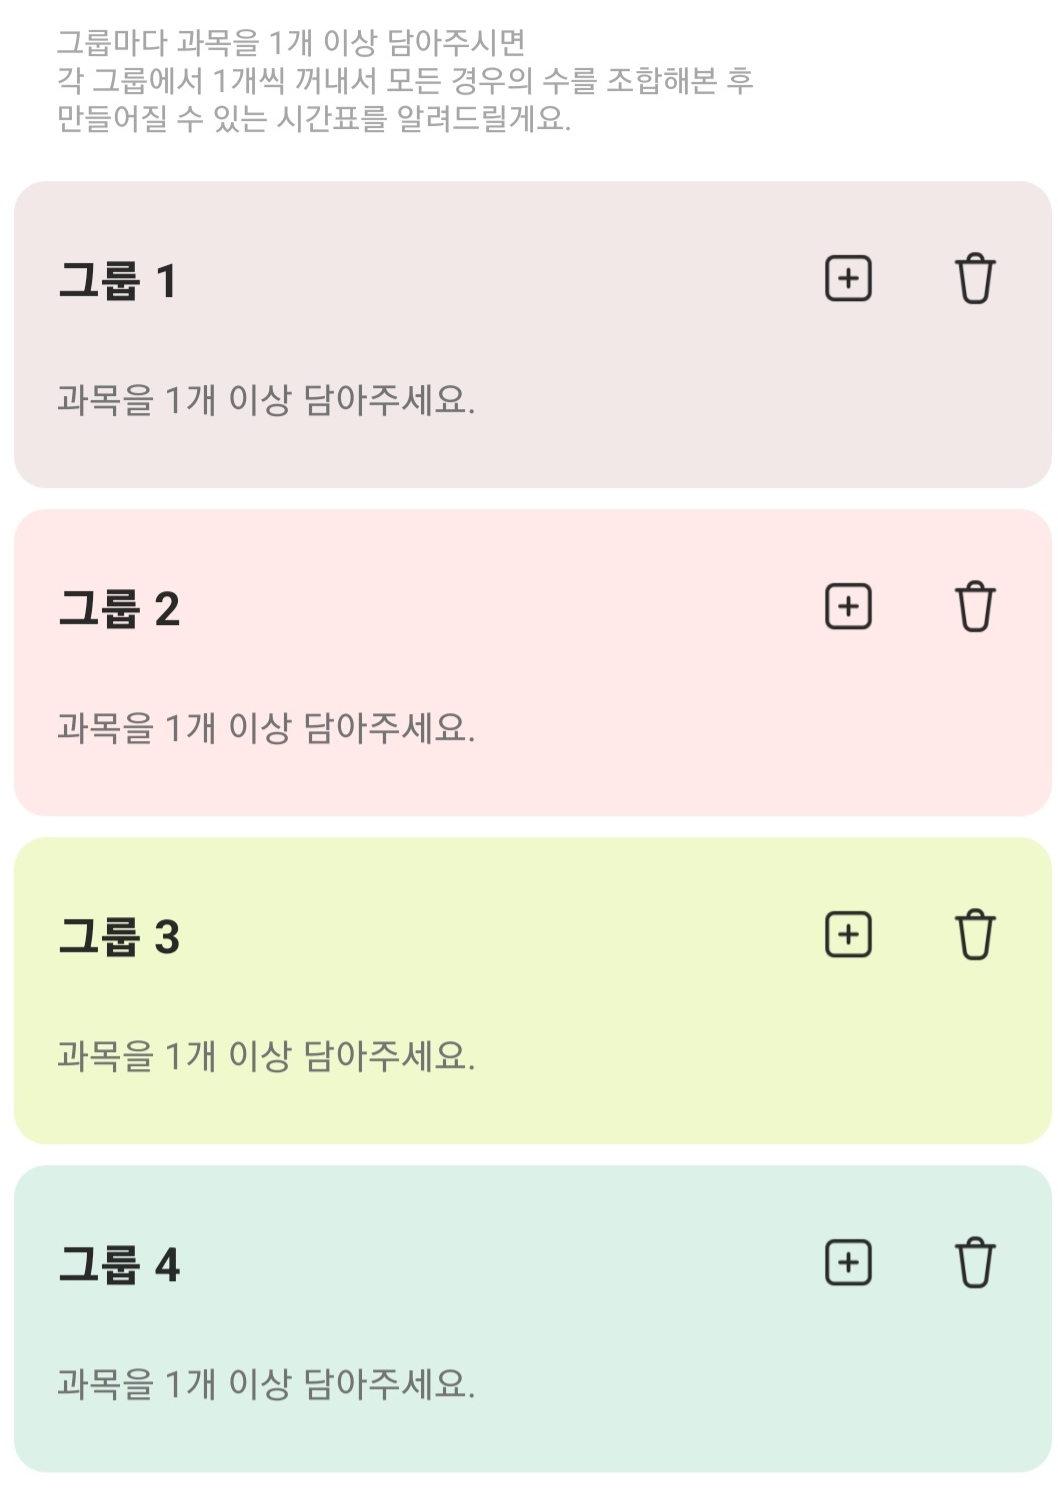 그룹마다 과목을 1개 이상 담아주시면
각 그룹에서 1개씩 꺼내서 모든 경우의 수를 조합해본 후
만들어질 수 있는 시간표를 알려드릴게요.
그룹 1
과목을 1개 이상 담아주세요.
그룹 2
과목을 1개 이상 담아주세요.
그룹 3
과목을 1개 이상 담아주세요.
그룹 4
과목을 1개 이상 담아주세요.